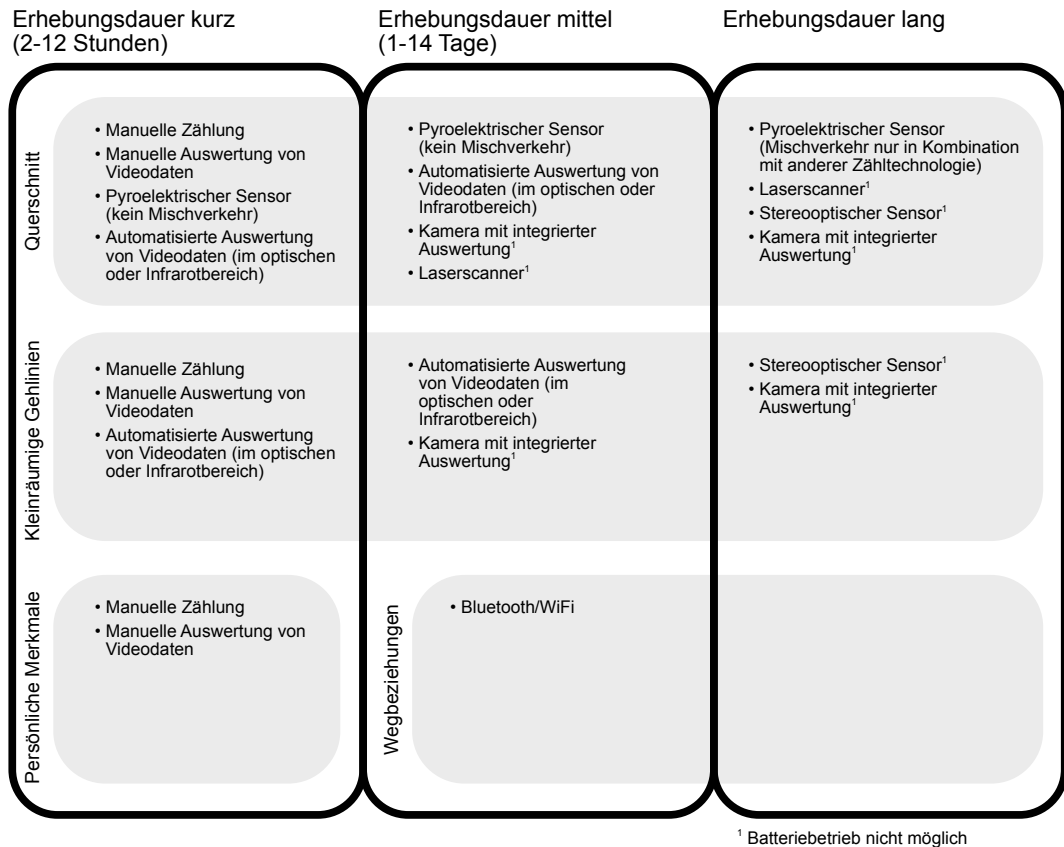 Erhebungsdauer kurz
(2-12 Stunden)
Erhebungsdauer mittel
(1-14 Tage)
Erhebungsdauer lang
Querschnitt
• Manuelle Zählung
• Manuelle Auswertung von
Videodaten
• Pyroelektrischer Sensor
(kein Mischverkehr)
• Automatisierte Auswertung
von Videodaten (im optischen
oder Infrarotbereich)
• Pyroelektrischer Sensor
(kein Mischverkehr)
• Automatisierte Auswertung von
Videodaten (im optischen oder
Infrarotbereich)
• Kamera mit integrierter
Auswertung¹
• Laserscanner¹
• Pyroelektrischer Sensor
(Mischverkehr nur in Kombination
mit anderer Zähltechnologie)
• Laserscanner¹
• Stereooptischer Sensor¹
• Kamera mit integrierter
Auswertung¹
Kleinräumige Gehlinien
• Manuelle Zählung
• Manuelle Auswertung von
Videodaten
• Automatisierte Auswertung
von Videodaten (im optischen
oder Infrarotbereich)
• Automatisierte Auswertung
von Videodaten (im
optischen oder
Infrarotbereich)
• Kamera mit integrierter
Auswertung¹
• Stereooptischer Sensor¹
• Kamera mit integrierter
Auswertung¹
Persönliche Merkmale
• Manuelle Zählung
• Manuelle Auswertung von
Videodaten
Wegbeziehungen
• Bluetooth/WiFi
¹ Batteriebetrieb nicht möglich